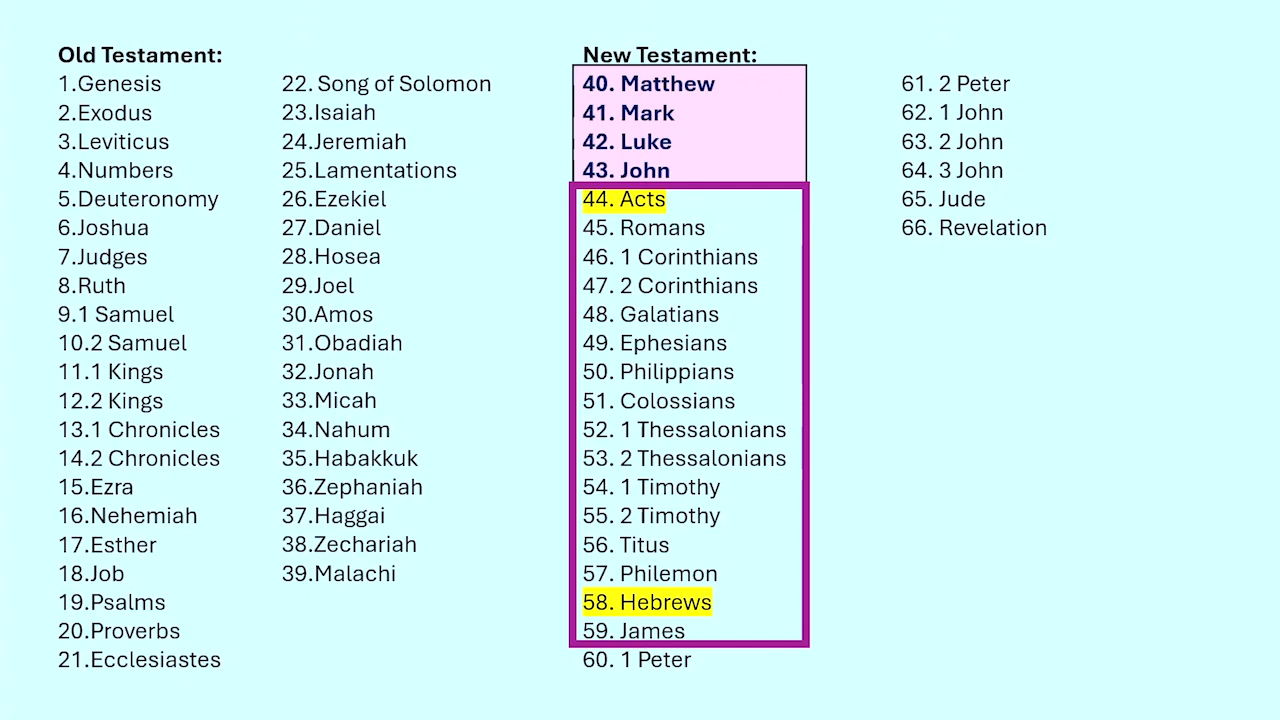 Old Testament:
1.Genesis
2.Exodus
3.Leviticus
4.Numbers
5.Deuteronomy
6.Joshua
7.Judges
8.Ruth
9.1 Samuel
10.2 Samuel
11.1 Kings
12.2 Kings
13.1 Chronicles
14.2 Chronicles
15.Ezra
16.Nehemiah
17.Esther
18.Job
19.Psalms
20.Proverbs
21.Ecclesiastes
22. Song of Solomon
23.Isaiah
24.Jeremiah
25.Lamentations
26.Ezekiel
27.Daniel
28.Hosea
29.Joel
30.Amos
31.Obadiah
32.Jonah
33.Micah
34.Nahum
35.Habakkuk
36.Zephaniah
37.Haggai
38.Zechariah
39.Malachi
New Testament:
40. Matthew
41. Mark
42. Luke
43. John
44. Acts
45. Romans
46. 1 Corinthians
47. 2 Corinthians
48. Galatians
49. Ephesians
50. Philippians
51. Colossians
52. 1 Thessalonians
53. 2 Thessalonians
54. 1 Timothy
55. 2 Timothy
56. Titus
57. Philemon
58. Hebrews
59. James
60. 1 Peter
61. 2 Peter
62. 1 John
63. 2 John
64. 3 John
65. Jude
66. Revelation